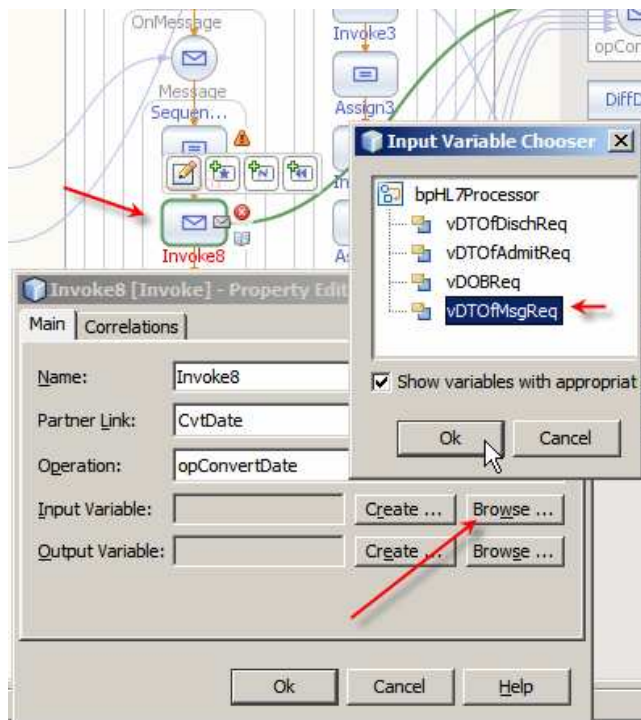 OnMessage
Message
Sequen...
Invoke8
Invoke3
Assign3
opCor
DiffD
Input Variable Chooser
bpHL7Processor
vDTOfDischReq
vDTOfAdmitReq
vDOBReq
vDTOfMsgReq
Show variables with appropriat
Ok
Cancel
Invoke8 [Invoke] - Property Edit
Main
Correlations
Name:
Invoke8
Partner Link:
CvtDate
Operation:
opConvertDate
Input Variable:
Create ...
Browse ...
Output Variable:
Create ...
Browse ...
Ok
Cancel
Help